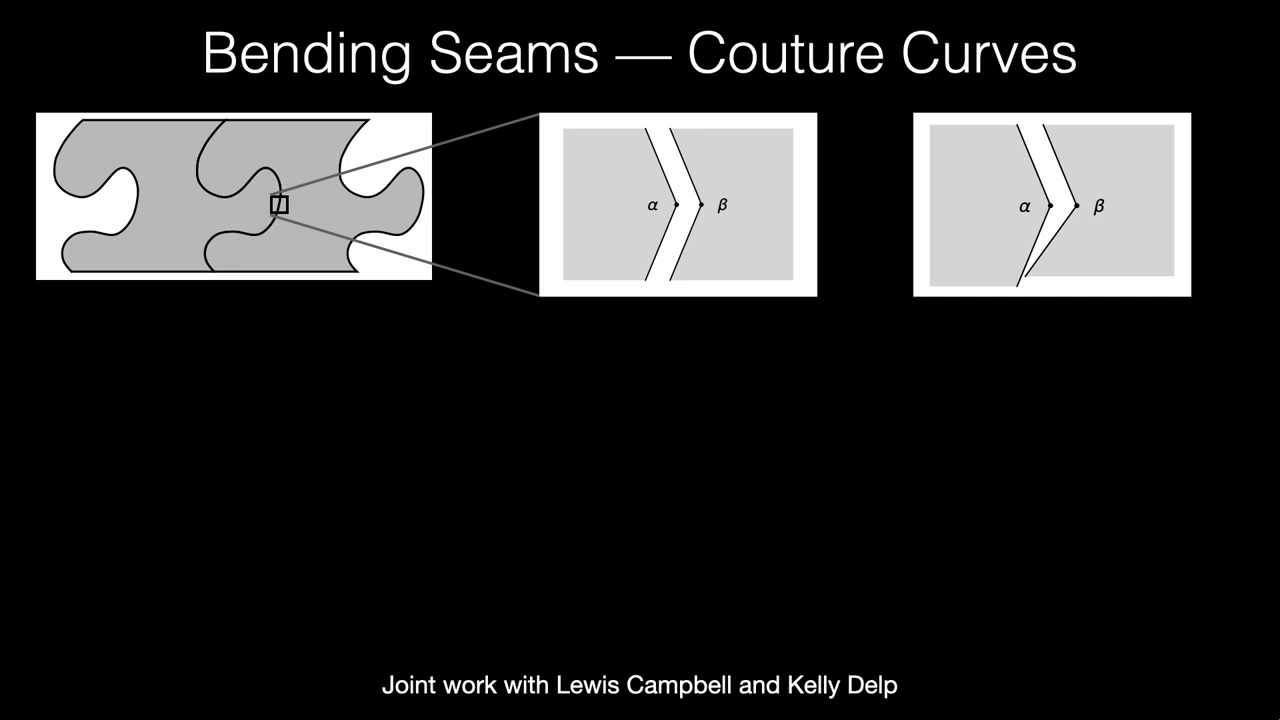 Bending Seams — Couture Curves
α β
α β
Joint work with Lewis Campbell and Kelly Delp